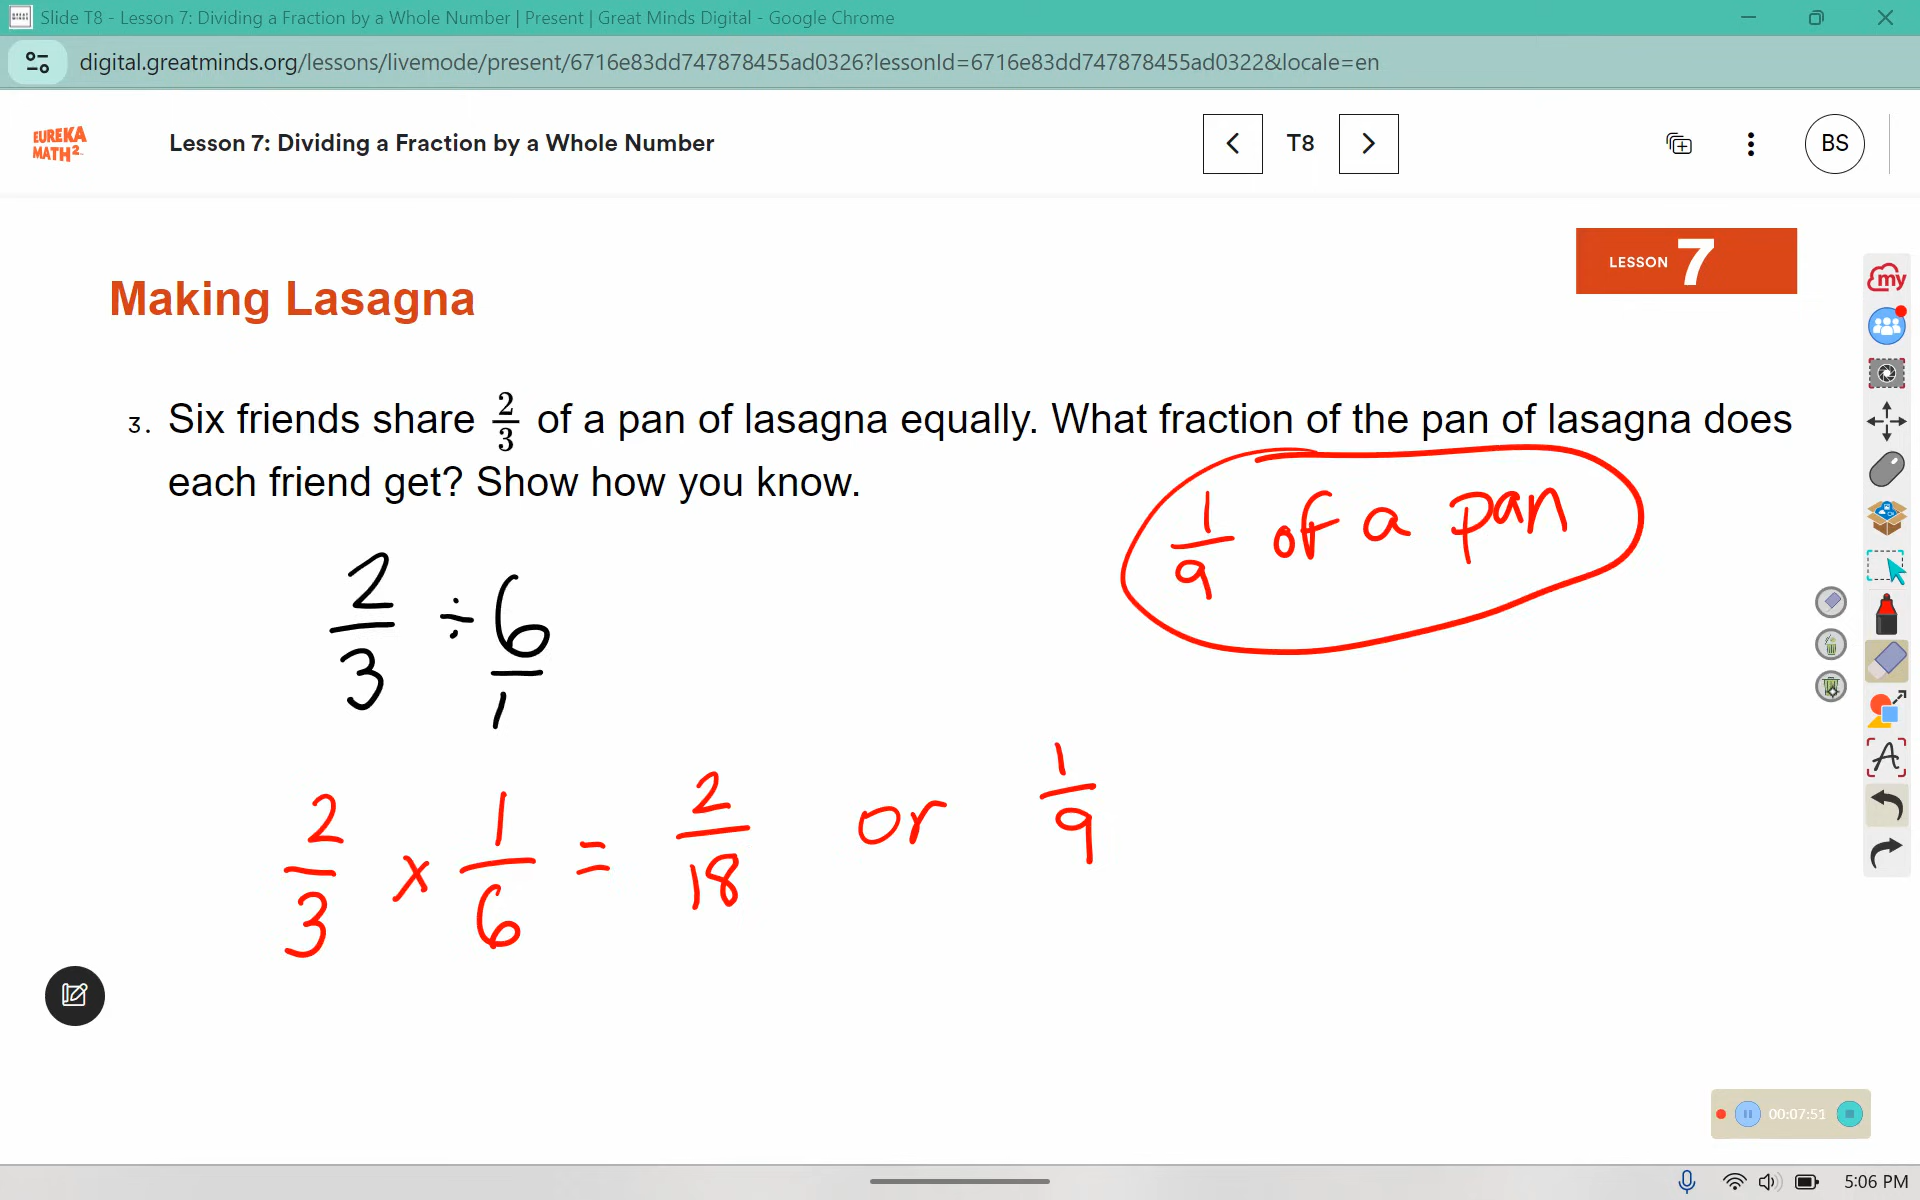 Slide T8 - Lesson 7: Dividing a Fraction by a Whole Number | Present | Great Minds Digital - Google Chrome
digital.greatminds.org/lessons/livemode/present/6716e83dd747878455ad0326?lessonId=6716e83dd747878455ad0322&locale=en
EUREKA MATH²
Lesson 7: Dividing a Fraction by a Whole Number
T8
BS
LESSON 7
my
Making Lasagna
3. Six friends share 2/3 of a pan of lasagna equally. What fraction of the pan of lasagna does
each friend get? Show how you know.
1/9 of a pan
2/3 ÷ 6/1
2/3 x 1/6 = 2/18 or 1/9
A
00:07:51
5:06 PM